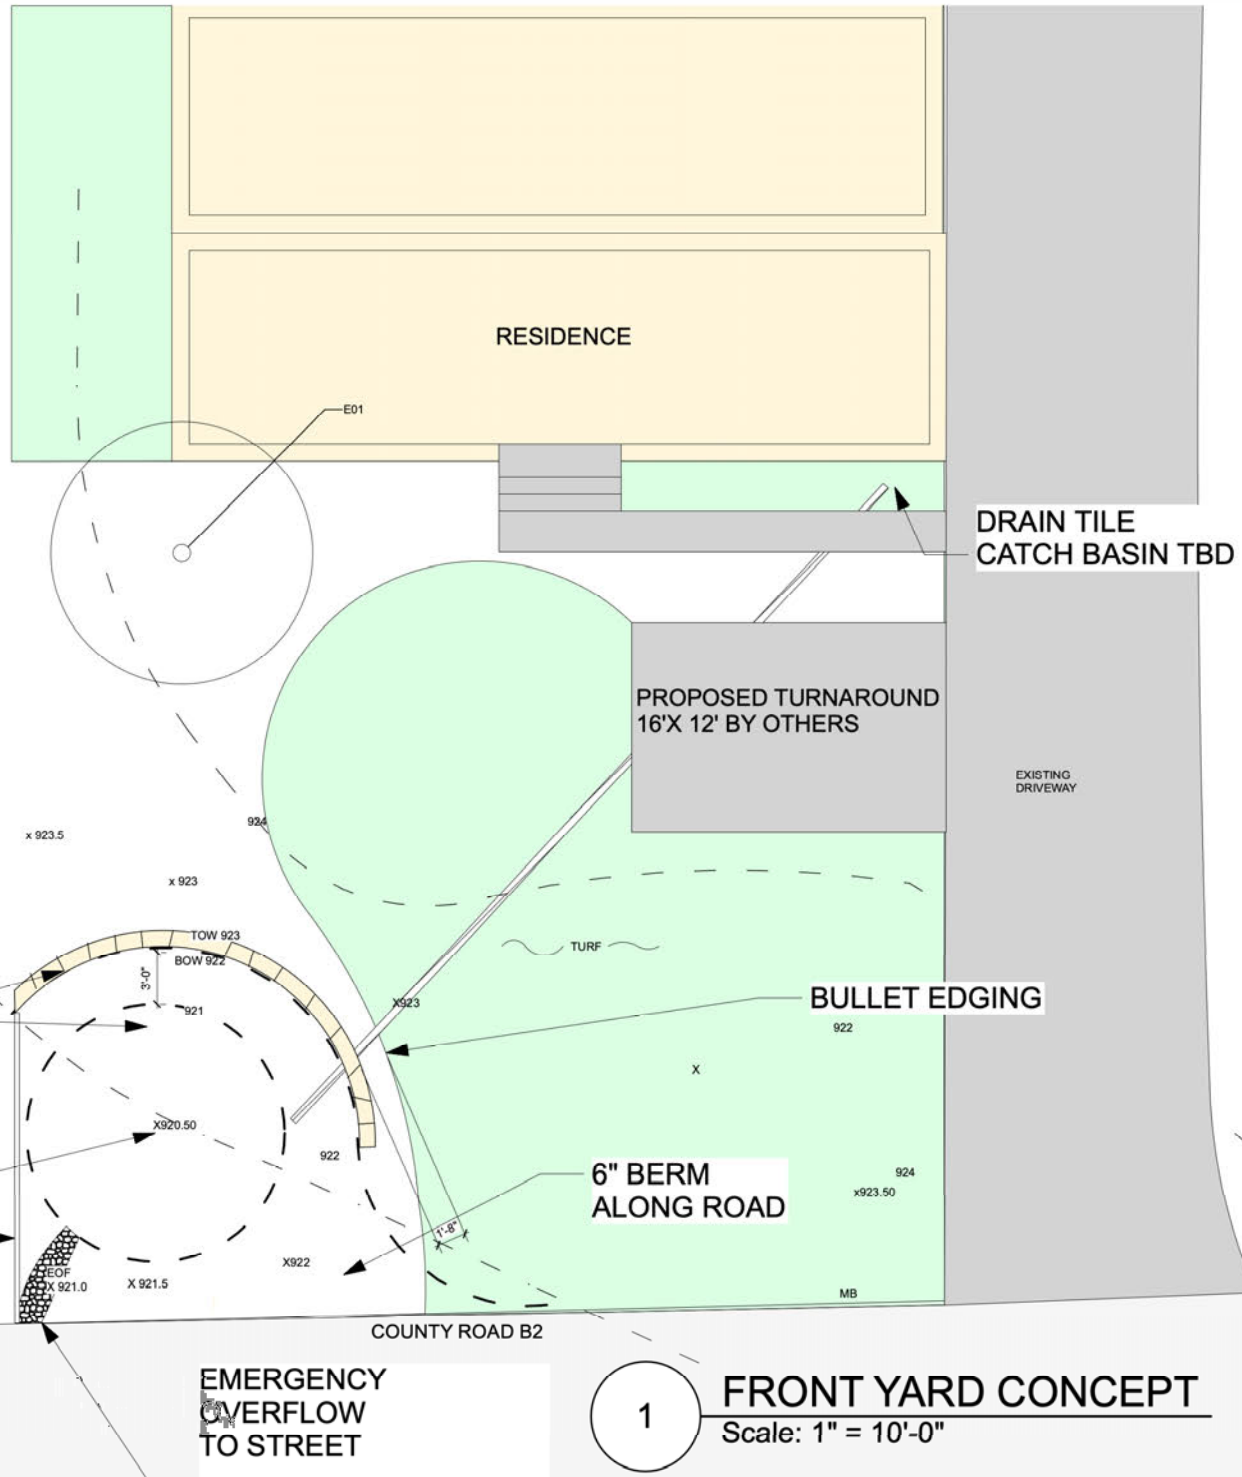 RESIDENCE
E01
DRAIN TILE
CATCH BASIN TBD
PROPOSED TURNAROUND
16'X 12' BY OTHERS
EXISTING
DRIVEWAY
924
x 923.5
x 923
TOW 923
BOW 922
TURF
3'-0"
921
X923
BULLET EDGING
922
X
X920.50
922
6" BERM
ALONG ROAD
924
x923.50
1'-8"
X922
EOF
X 921.0
X 921.5
MB
COUNTY ROAD B2
EMERGENCY
OVERFLOW
TO STREET
1
FRONT YARD CONCEPT
Scale: 1" = 10'-0"